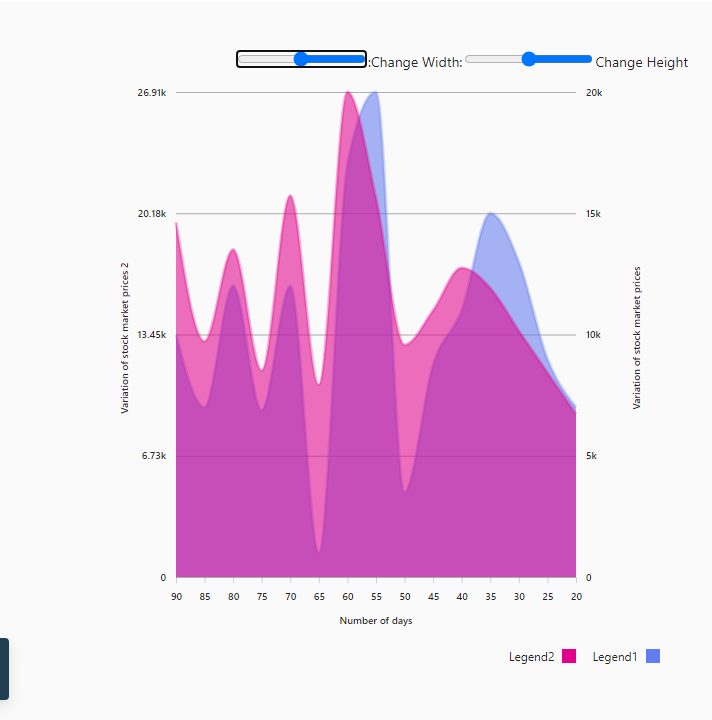 :Change Width: Change Height
26.91k 20k
20.18k 15k
13.45k 10k
6.73k 5k
0 0
Variation of stock market prices 2
Variation of stock market prices
90 85 80 75 70 65 60 55 50 45 40 35 30 25 20
Number of days
Legend2 Legend1